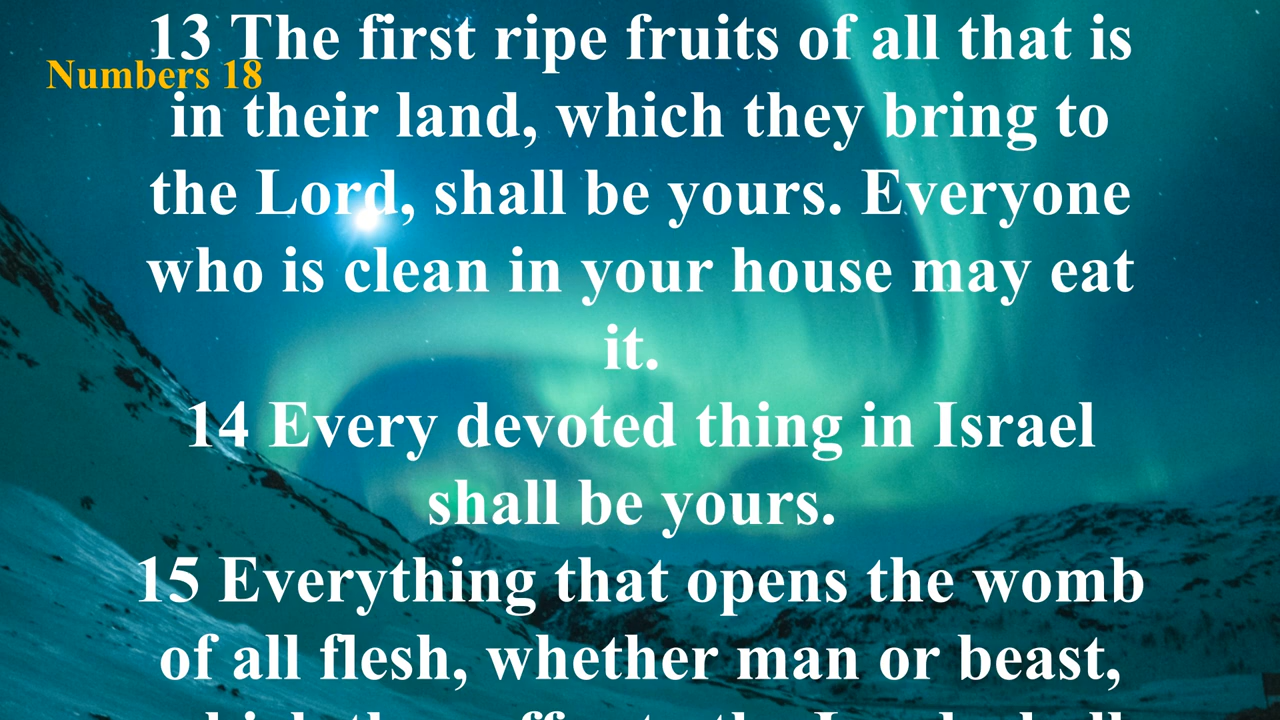 Numbers 18
13 The first ripe fruits of all that is
in their land, which they bring to
the Lord, shall be yours. Everyone
who is clean in your house may eat
it.
14 Every devoted thing in Israel
shall be yours.
15 Everything that opens the womb
of all flesh, whether man or beast,